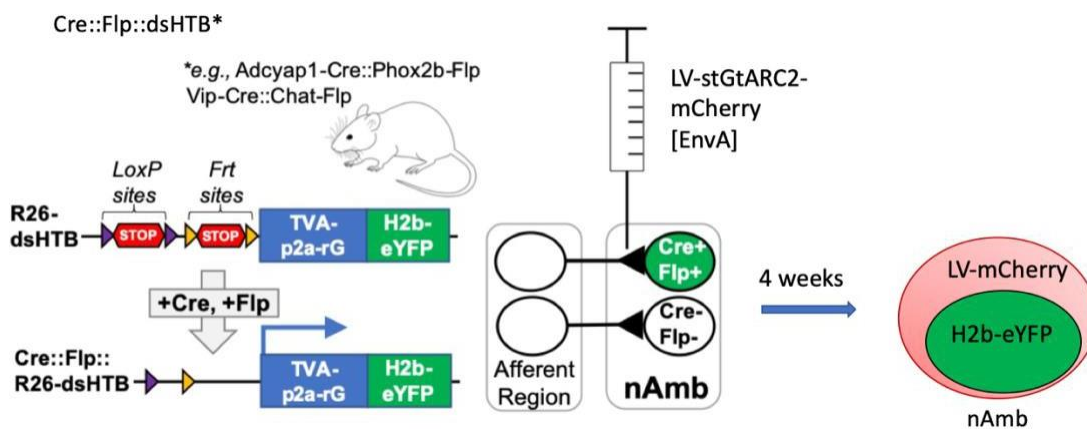 Cre::Flp::dsHTB*
*e.g., Adcyap1-Cre::Phox2b-Flp
Vip-Cre::Chat-Flp
LoxP
sites
Frt
sites
R26-
dsHTB
STOP
STOP
TVA-
p2a-rG
H2b-
eYFP
+Cre, +Flp
Cre::Flp::
R26-dsHTB
TVA-
p2a-rG
H2b-
eYFP
LV-stGtARC2-
mCherry
[EnvA]
Cre+
Flp+
Cre-
Flp-
Afferent
Region
nAmb
4 weeks
LV-mCherry
H2b-eYFP
nAmb